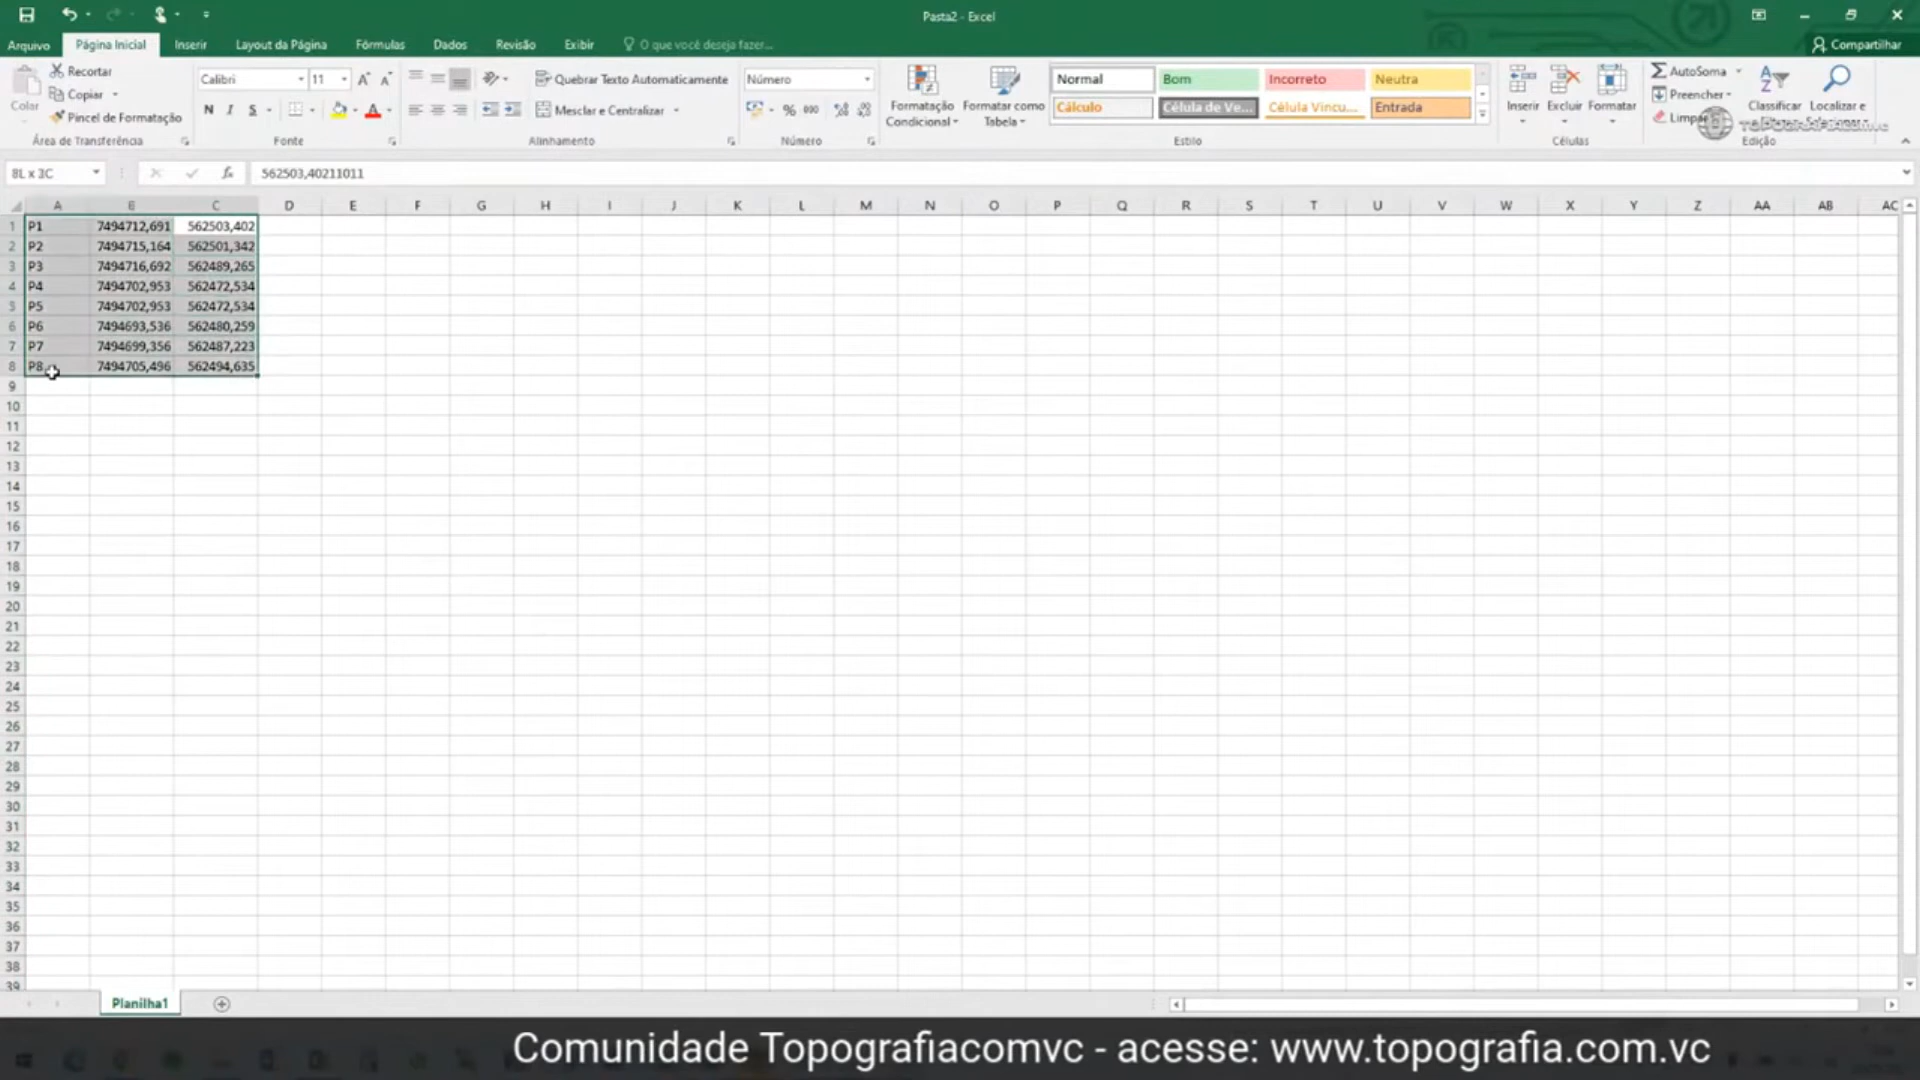 Pasta2 - Excel
Arquivo Página Inicial Inserir Layout da Página Fórmulas Dados Revisão Exibir O que você deseja fazer... Compartilhar
Colar Recortar Copiar Pincel de Formatação
Área de Transferência
Calibri 11
N I S
Fonte
Quebrar Texto Automaticamente
Mesclar e Centralizar
Alinhamento
Número
% 000
Número
Formatação Condicional
Formatar como Tabela
Normal Bom Incorreto Neutra
Cálculo Célula de Ve... Célula Vincu... Entrada
Estilo
Inserir Excluir Formatar
Células
AutoSoma
Preencher
Classificar
Localizar e
Edição
8L x 3C fx 562503,40211011
A B C D E F G H I J K L M N O P Q R S T U V W X Y Z AA AB AC
1 P1 7494712,691 562503,402
2 P2 7494715,164 562501,342
3 P3 7494716,692 562489,265
4 P4 7494702,953 562472,534
5 P5 7494702,953 562472,534
6 P6 7494693,536 562480,259
7 P7 7494699,356 562487,223
8 P8 7494705,496 562494,635
9
10
11
12
13
14
15
16
17
18
19
20
21
22
23
24
25
26
27
28
29
30
31
32
33
34
35
36
37
38
39
Planilha1
Comunidade Topografiacomvc - acesse: www.topografia.com.vc